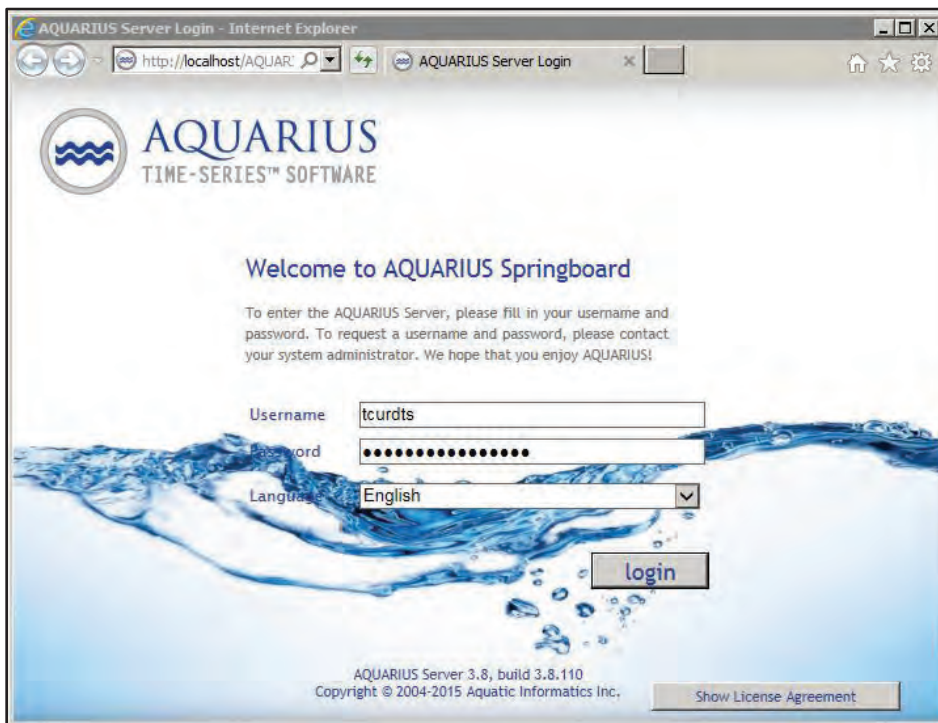 AQUARIUS Server Login - Internet Explorer
http://localhost/AQUAR
AQUARIUS Server Login
AQUARIUS
TIME-SERIES™ SOFTWARE
Welcome to AQUARIUS Springboard
To enter the AQUARIUS Server, please fill in your username and
password. To request a username and password, please contact
your system administrator. We hope that you enjoy AQUARIUS!
Username tcurdts
Password ••••••••••••••••
Language English
login
AQUARIUS Server 3.8, build 3.8.110
Copyright © 2004-2015 Aquatic Informatics Inc.
Show License Agreement